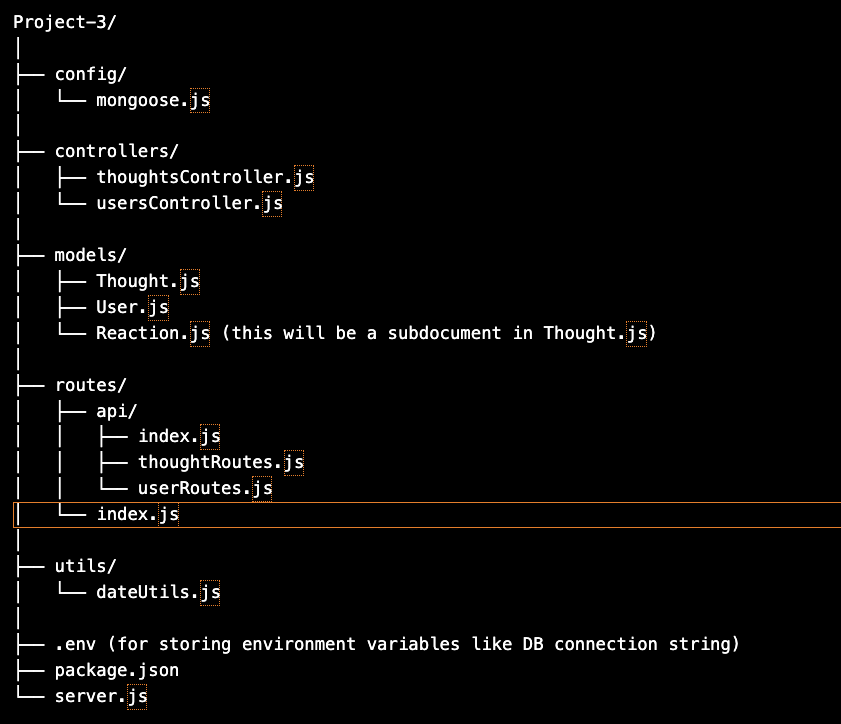 Project-3/
│
├── config/
│   └── mongoose.js
│
├── controllers/
│   ├── thoughtsController.js
│   └── usersController.js
│
├── models/
│   ├── Thought.js
│   ├── User.js
│   └── Reaction.js (this will be a subdocument in Thought.js)
│
├── routes/
│   ├── api/
│   │   ├── index.js
│   │   ├── thoughtRoutes.js
│   │   └── userRoutes.js
│   └── index.js
│
├── utils/
│   └── dateUtils.js
│
├── .env (for storing environment variables like DB connection string)
├── package.json
└── server.js